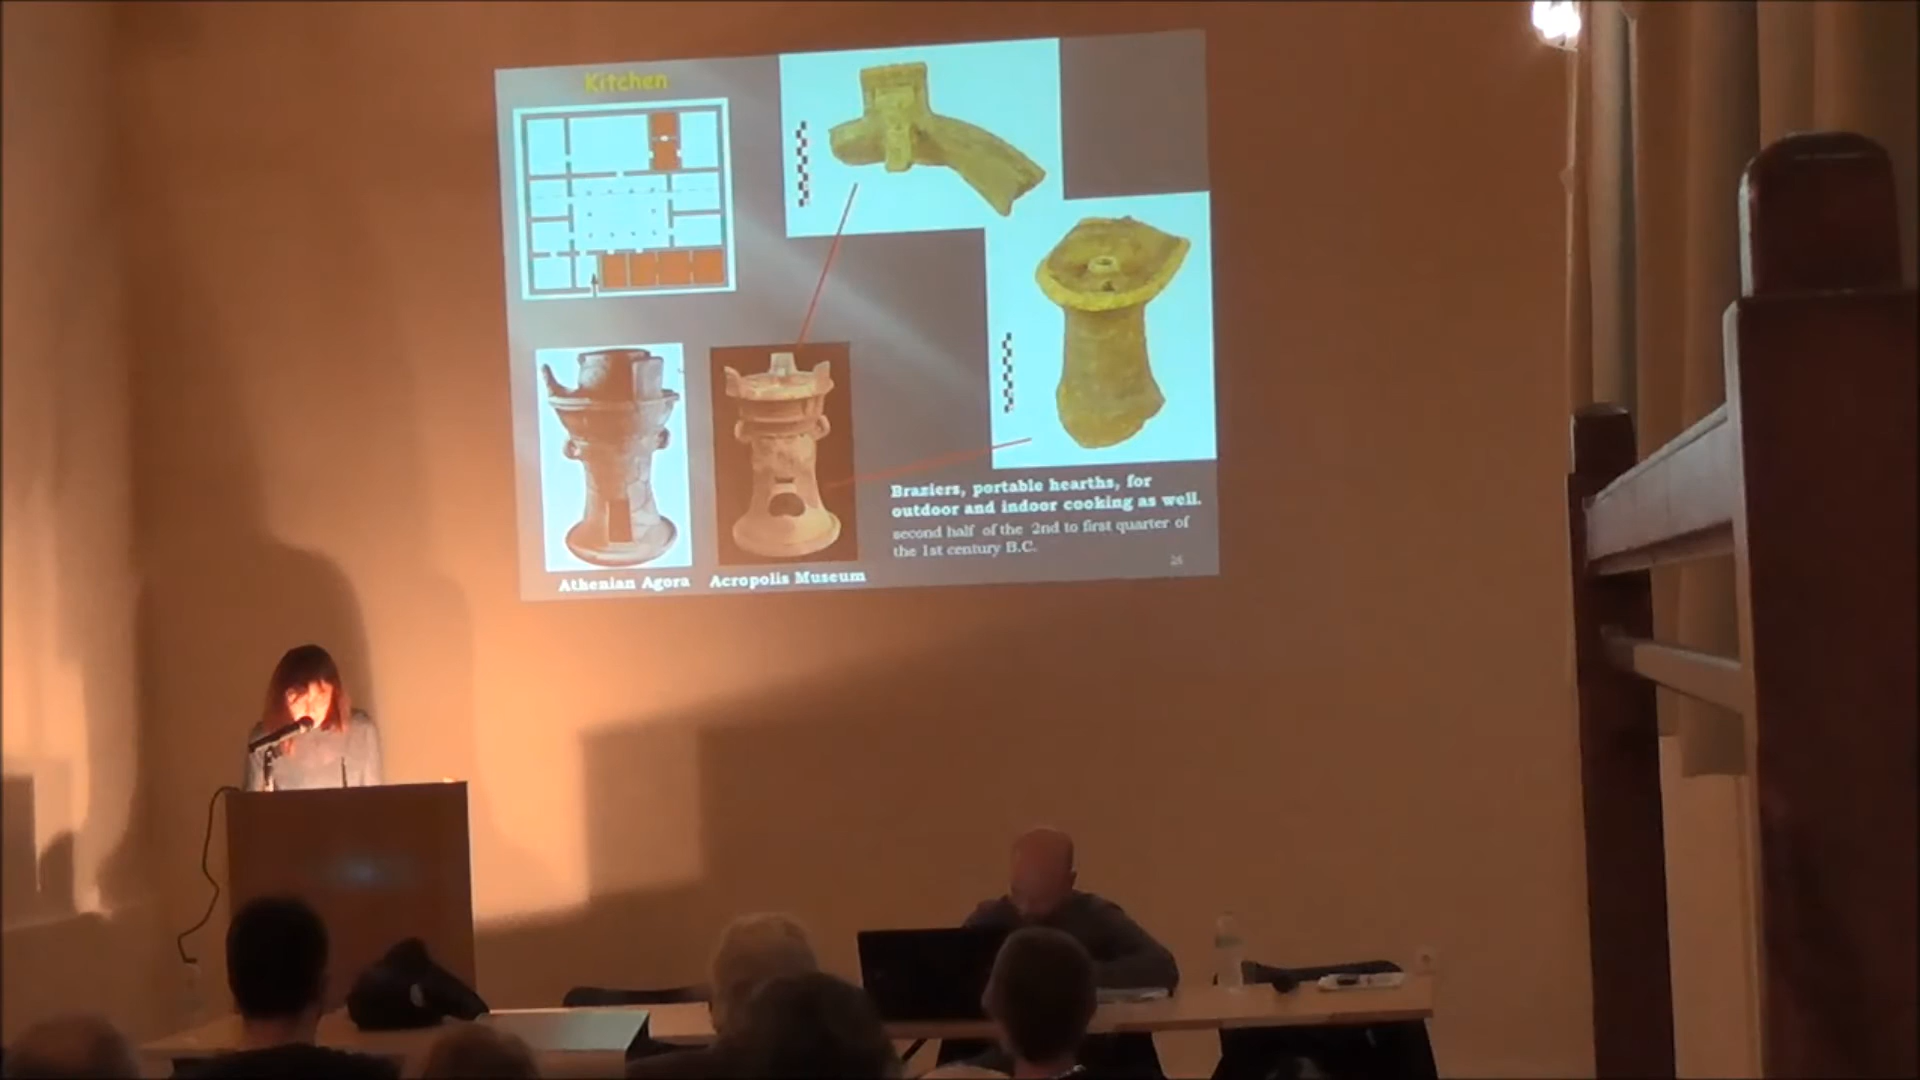 Kitchen
Braziers, portable hearths, for
outdoor and indoor cooking as well.
second half of the 2nd to first quarter of
the 1st century B.C.
Athenian Agora
Acropolis Museum